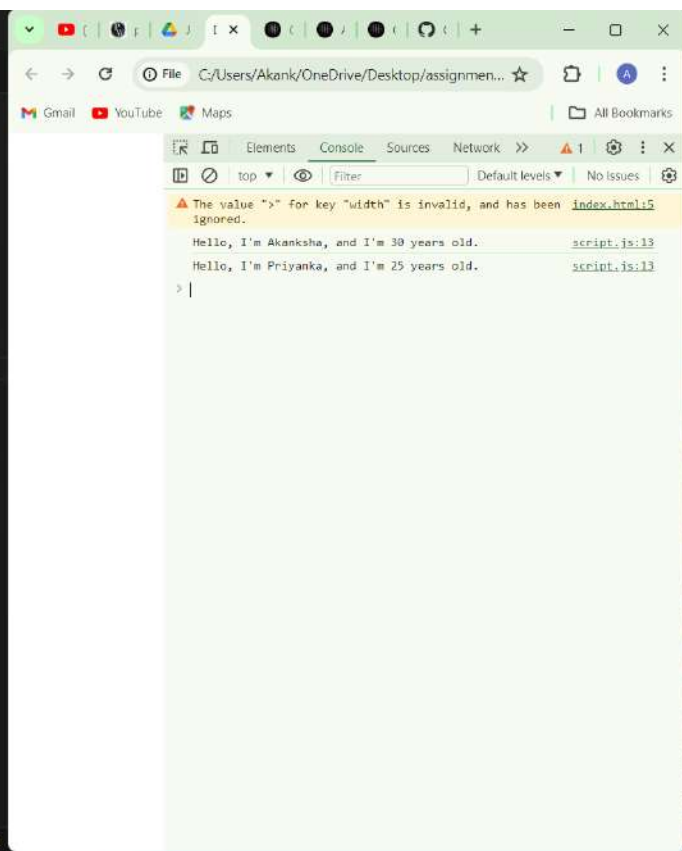 File C:/Users/Akank/OneDrive/Desktop/assignmen...
A
Gmail YouTube Maps All Bookmarks
Elements Console Sources Network 1
top Filter Default levels No Issues
The value ">" for key "width" is invalid, and has been index.html:5
ignored.
Hello, I'm Akanksha, and I'm 30 years old. script.js:13
Hello, I'm Priyanka, and I'm 25 years old. script.js:13